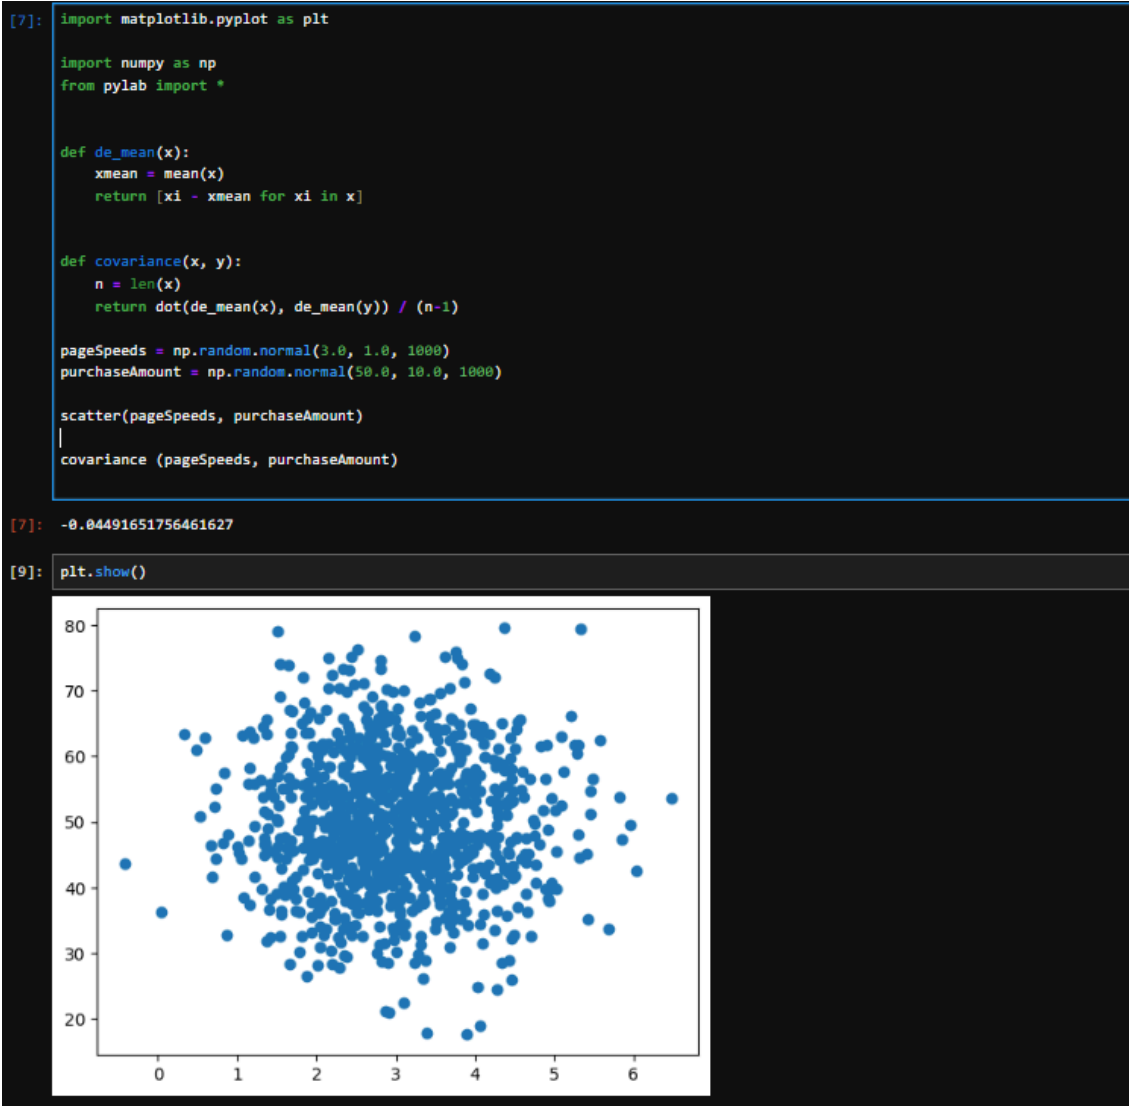 [7]: import matplotlib.pyplot as plt
import numpy as np
from pylab import *
def de_mean(x):
xmean = mean(x)
return [xi - xmean for xi in x]
def covariance(x, y):
n = len(x)
return dot(de_mean(x), de_mean(y)) / (n-1)
pageSpeeds = np.random.normal(3.0, 1.0, 1000)
purchaseAmount = np.random.normal(50.0, 10.0, 1000)
scatter(pageSpeeds, purchaseAmount)
covariance (pageSpeeds, purchaseAmount)
[7]: -0.04491651756461627
[9]: plt.show()
80
70
60
50
40
30
20
0 1 2 3 4 5 6